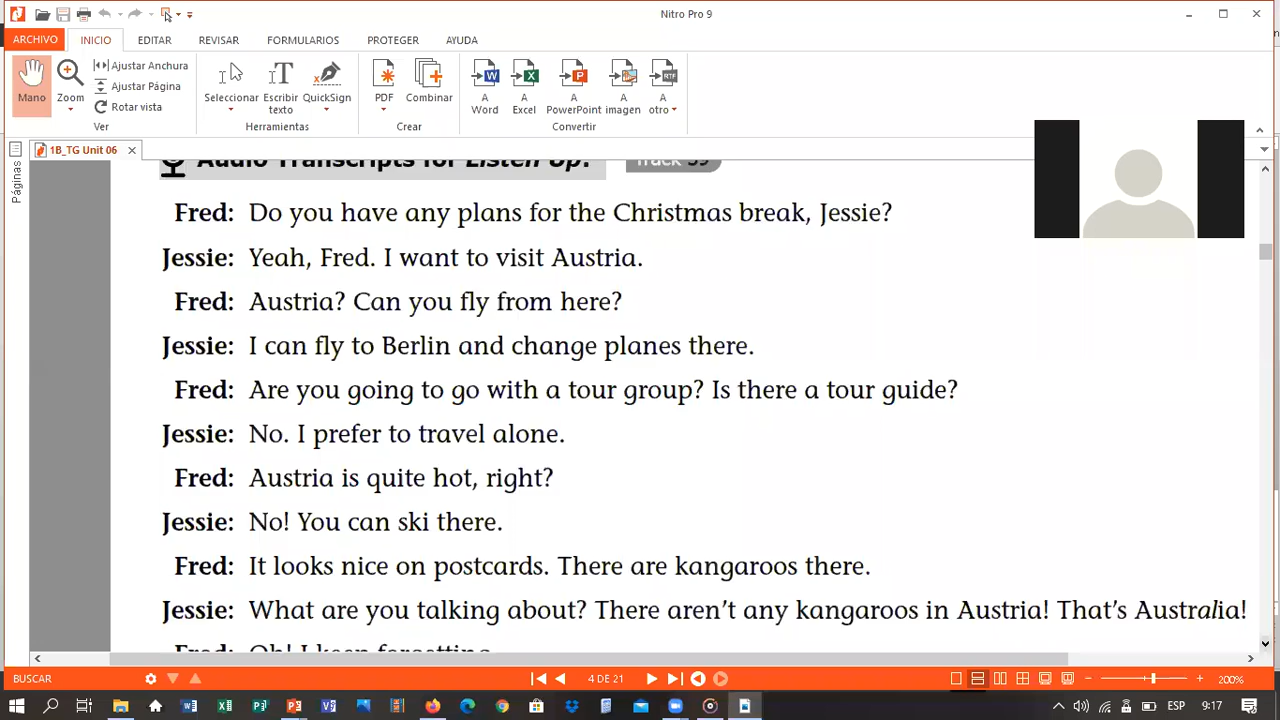 Nitro Pro 9
ARCHIVO INICIO EDITAR REVISAR FORMULARIOS PROTEGER AYUDA
Mano
Zoom
Ajustar Anchura
Ajustar Página
Rotar vista
Ver
Seleccionar
Escribir texto
QuickSign
Herramientas
PDF
Combinar
Crear
A Word
A Excel
A PowerPoint
A imagen
A otro
Convertir
1B_TG Unit 06
Páginas
Audio Transcripts for Listen Up! Track 39
Fred: Do you have any plans for the Christmas break, Jessie?
Jessie: Yeah, Fred. I want to visit Austria.
Fred: Austria? Can you fly from here?
Jessie: I can fly to Berlin and change planes there.
Fred: Are you going to go with a tour group? Is there a tour guide?
Jessie: No. I prefer to travel alone.
Fred: Austria is quite hot, right?
Jessie: No! You can ski there.
Fred: It looks nice on postcards. There are kangaroos there.
Jessie: What are you talking about? There aren't any kangaroos in Austria! That's Australia!
Fred: Oh! I keep forgetting.
BUSCAR
4 DE 21
200%
ESP 9:17